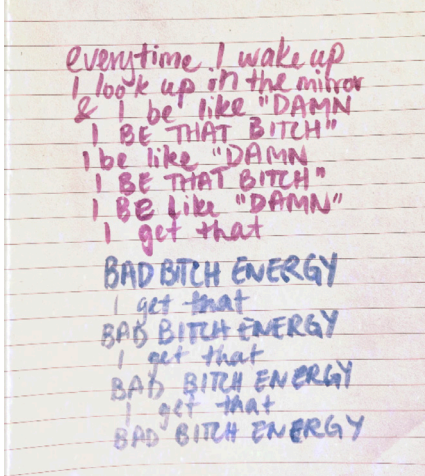 everytime I wake up
I look up in the mirror
& I be like "DAMN
I BE THAT BITCH"
I be like "DAMN
I BE THAT BITCH"
I BE like "DAMN"
I get that
BAD BITCH ENERGY
I get that
BAD BITCH ENERGY
I get that
BAD BITCH ENERGY
I get that
BAD BITCH ENERGY